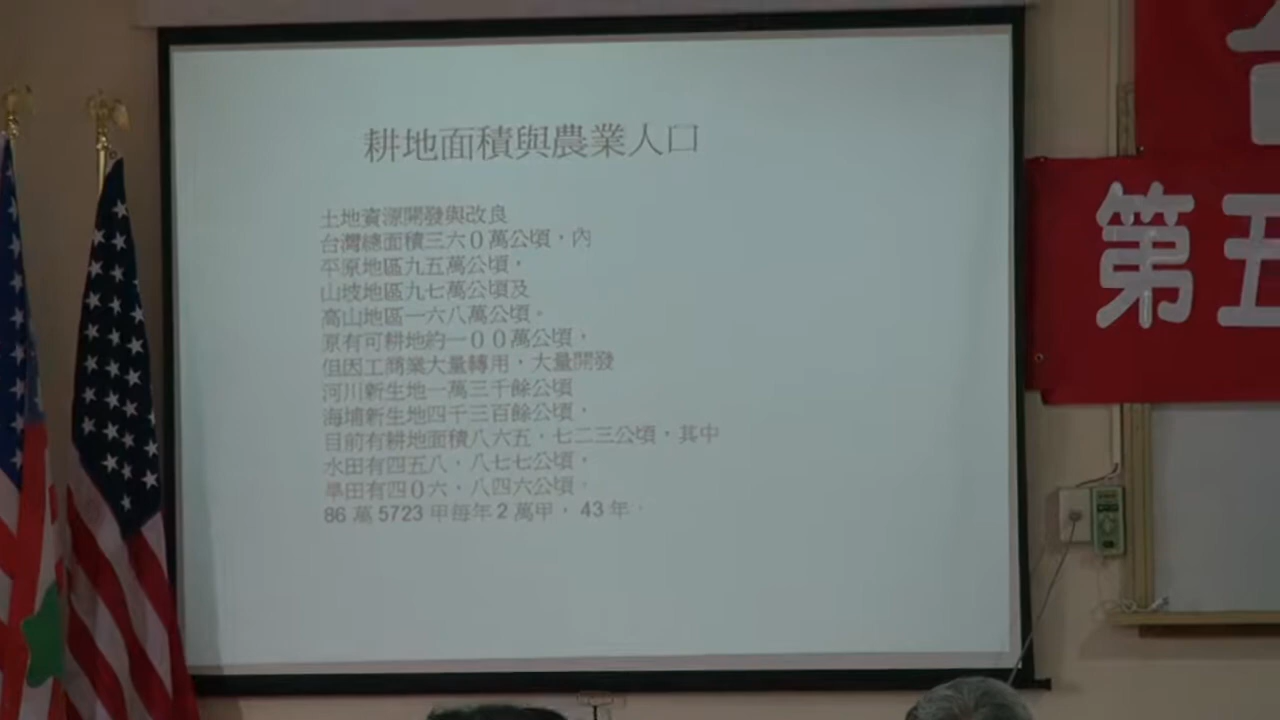 耕地面積與農業人口
土地資源開發與改良
台灣總面積三六0萬公頃，內
平原地區九五萬公頃，
山坡地區九七萬公頃及
高山地區一六八萬公頃。
原有可耕地約一00萬公頃，
但因工商業大量轉用，大量開發
河川新生地一萬三千餘公頃
海埔新生地四千三百餘公頃，
目前有耕地面積八六五．七二三公頃，其中
水田有四五八．八七七公頃，
旱田有四0六．八四六公頃．
86 萬 5723 甲每年 2 萬甲， 43 年．
第五